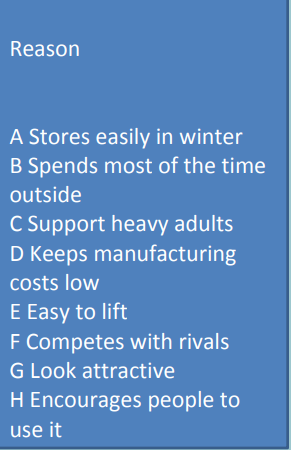 Reason
A Stores easily in winter
B Spends most of the time
outside
C Support heavy adults
D Keeps manufacturing
costs low
E Easy to lift
F Competes with rivals
G Look attractive
H Encourages people to
use it